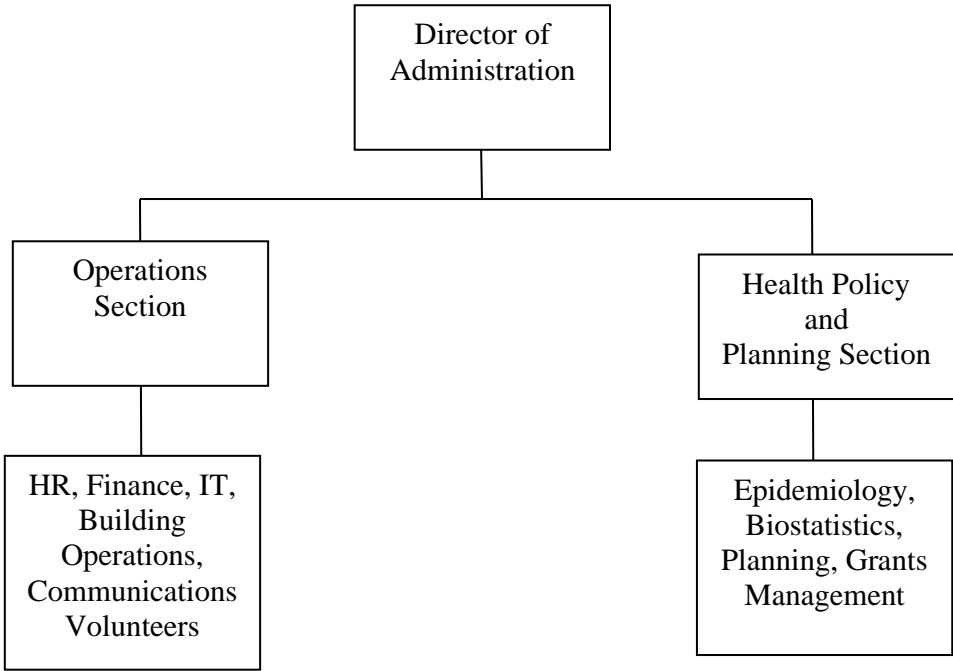 Director of
Administration
Operations
Section
Health Policy
and
Planning Section
HR, Finance, IT,
Building
Operations,
Communications
Volunteers
Epidemiology,
Biostatistics,
Planning, Grants
Management